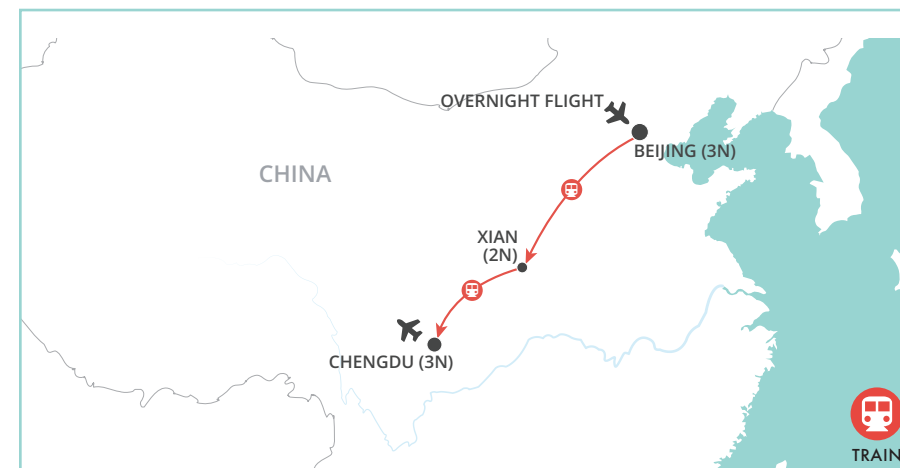 OVERNIGHT FLIGHT
BEIJING (3N)
CHINA
XIAN
(2N)
CHENGDU (3N)
TRAIN